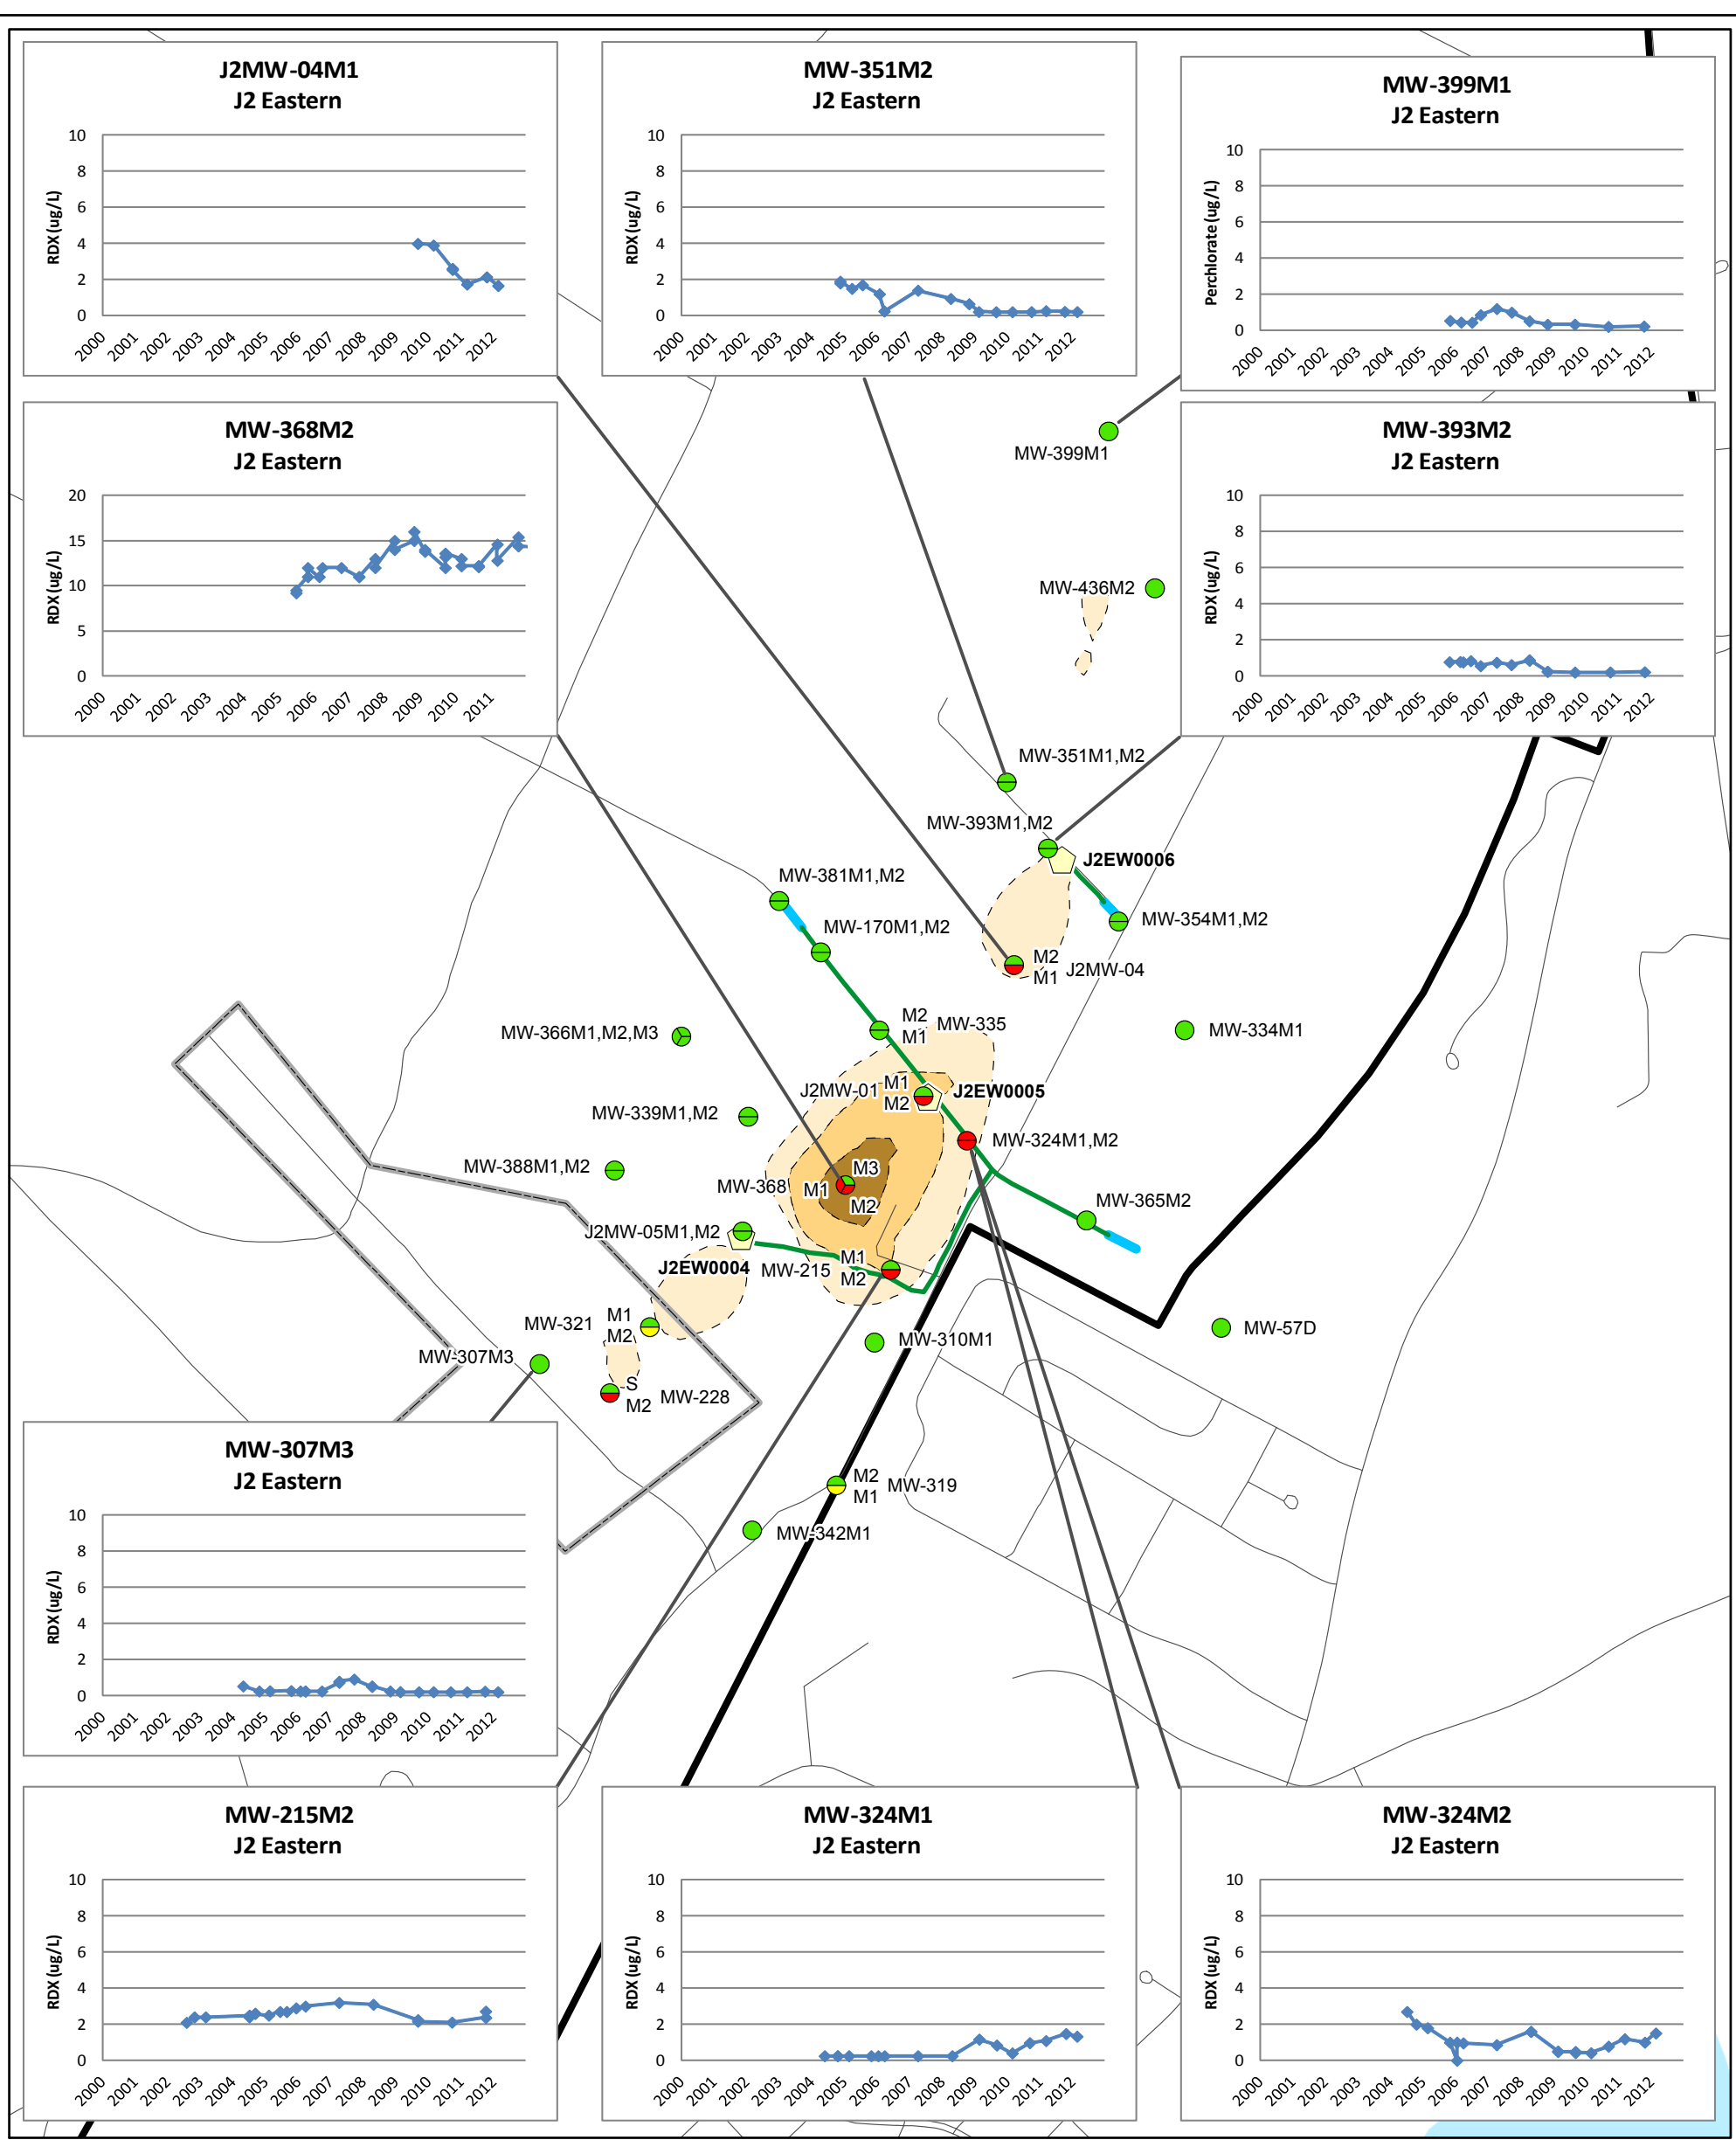 J2MW-04M1
J2 Eastern
RDX (ug/L)
10
8
6
4
2
0
2000 2001 2002 2003 2004 2005 2006 2007 2008 2009 2010 2011 2012
MW-351M2
J2 Eastern
RDX (ug/L)
10
8
6
4
2
0
2000 2001 2002 2003 2004 2005 2006 2007 2008 2009 2010 2011 2012
MW-399M1
J2 Eastern
Perchlorate (ug/L)
10
8
6
4
2
0
2000 2001 2002 2003 2004 2005 2006 2007 2008 2009 2010 2011 2012
MW-368M2
J2 Eastern
RDX (ug/L)
20
15
10
5
0
2000 2001 2002 2003 2004 2005 2006 2007 2008 2009 2010 2011
MW-393M2
J2 Eastern
RDX (ug/L)
10
8
6
4
2
0
2000 2001 2002 2003 2004 2005 2006 2007 2008 2009 2010 2011 2012
MW-399M1
MW-436M2
MW-351M1,M2
MW-393M1,M2
J2EW0006
MW-381M1,M2
MW-354M1,M2
MW-170M1,M2
M2
M1
J2MW-04
M2
M1
MW-335
MW-334M1
MW-366M1,M2,M3
J2MW-01
M1
M2
J2EW0005
MW-339M1,M2
MW-324M1,M2
MW-388M1,M2
MW-368
M3
M1
M2
MW-365M2
J2MW-05M1,M2
J2EW0004
MW-215
M1
M2
MW-321
M1
M2
MW-310M1
MW-57D
MW-307M3
S
M2
MW-228
M2
M1
MW-319
MW-342M1
MW-307M3
J2 Eastern
RDX (ug/L)
10
8
6
4
2
0
2000 2001 2002 2003 2004 2005 2006 2007 2008 2009 2010 2011 2012
MW-215M2
J2 Eastern
RDX (ug/L)
10
8
6
4
2
0
2000 2001 2002 2003 2004 2005 2006 2007 2008 2009 2010 2011 2012
MW-324M1
J2 Eastern
RDX (ug/L)
10
8
6
4
2
0
2000 2001 2002 2003 2004 2005 2006 2007 2008 2009 2010 2011 2012
MW-324M2
J2 Eastern
RDX (ug/L)
10
8
6
4
2
0
2000 2001 2002 2003 2004 2005 2006 2007 2008 2009 2010 2011 2012